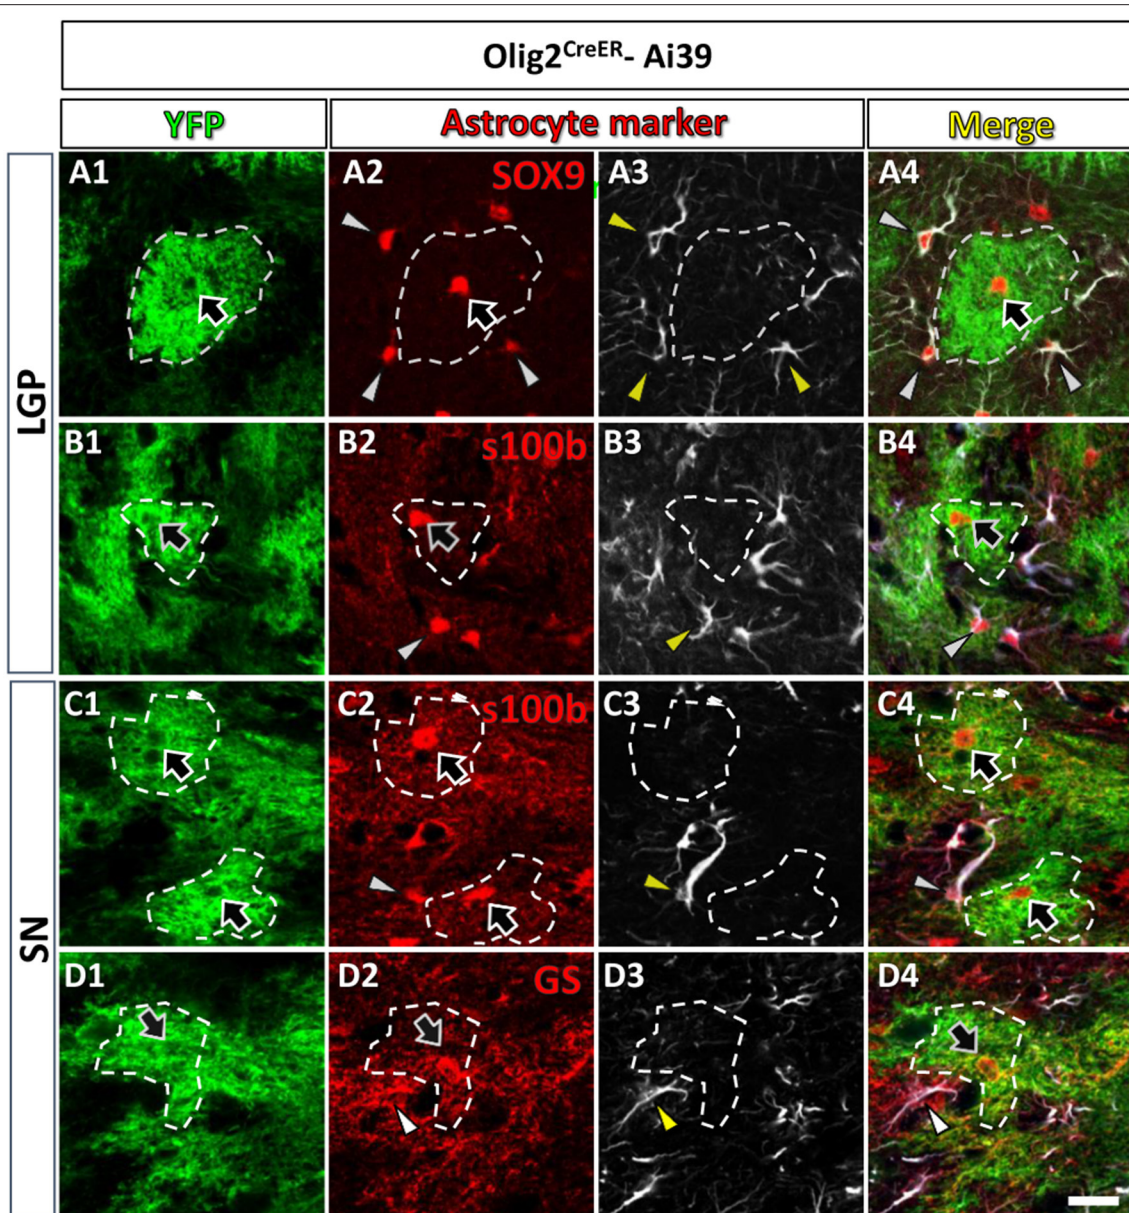 Olig2CreER- Ai39
YFP
Astrocyte marker
Merge
LGP
A1
A2
SOX9
A3
A4
B1
B2
s100b
B3
B4
SN
C1
C2
s100b
C3
C4
D1
D2
GS
D3
D4